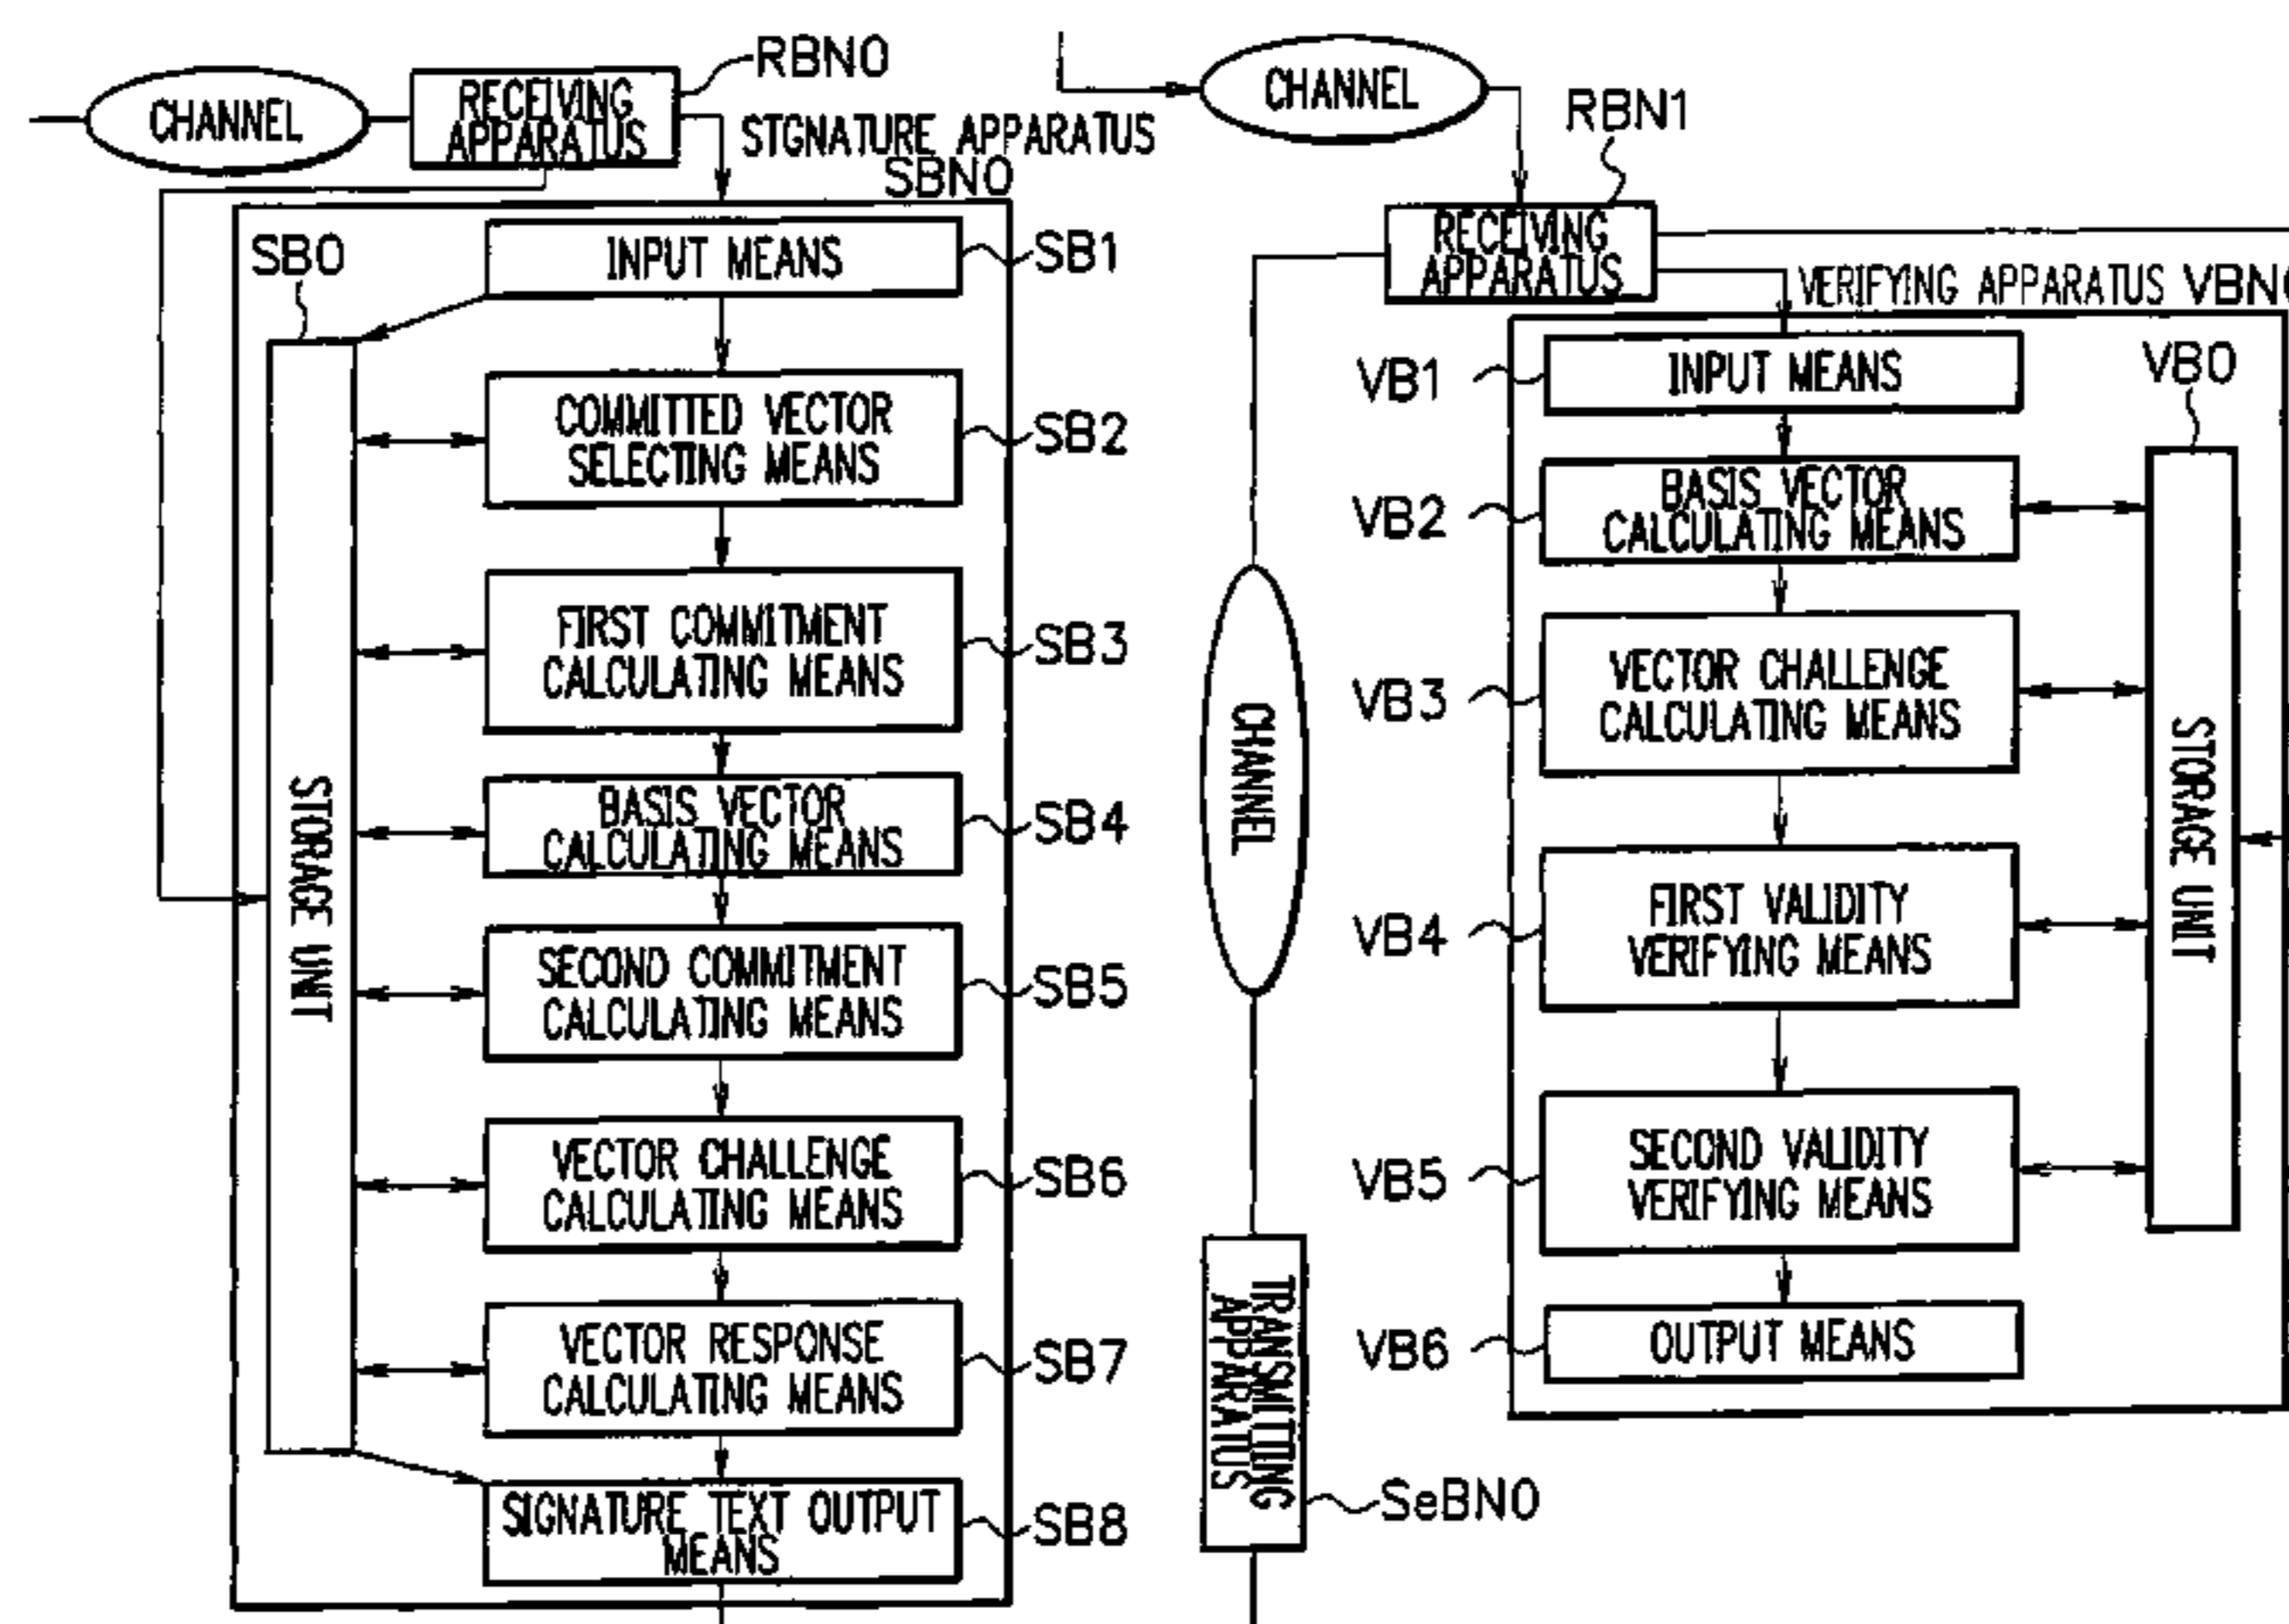 CHANNEL
RECEIVING
APPARATUS
RBN0
STGNATURE APPARATUS
SBN0
SB0
INPUT MEANS
SB1
COMMITTED VECTOR
SELECTING MEANS
SB2
FIRST COMMITMENT
CALCULATING MEANS
SB3
BASIS VECTOR
CALCULATING MEANS
SB4
SECOND COMMITMENT
CALCULATING MEANS
SB5
VECTOR CHALLENGE
CALCULATING MEANS
SB6
VECTOR RESPONSE
CALCULATING MEANS
SB7
SIGNATURE TEXT OUTPUT
MEANS
SB8
STORAGE UNIT
CHANNEL
RBN1
RECEIVING
APPARATUS
VERIFYING APPARATUS VBN0
VB1
INPUT MEANS
VB0
VB2
BASIS VECTOR
CALCULATING MEANS
VB3
VECTOR CHALLENGE
CALCULATING MEANS
VB4
FIRST VALIDITY
VERIFYING MEANS
VB5
SECOND VALIDITY
VERIFYING MEANS
VB6
OUTPUT MEANS
STORAGE UNIT
CHANNEL
TRANSMITTING
APPARATUS
SeBN0